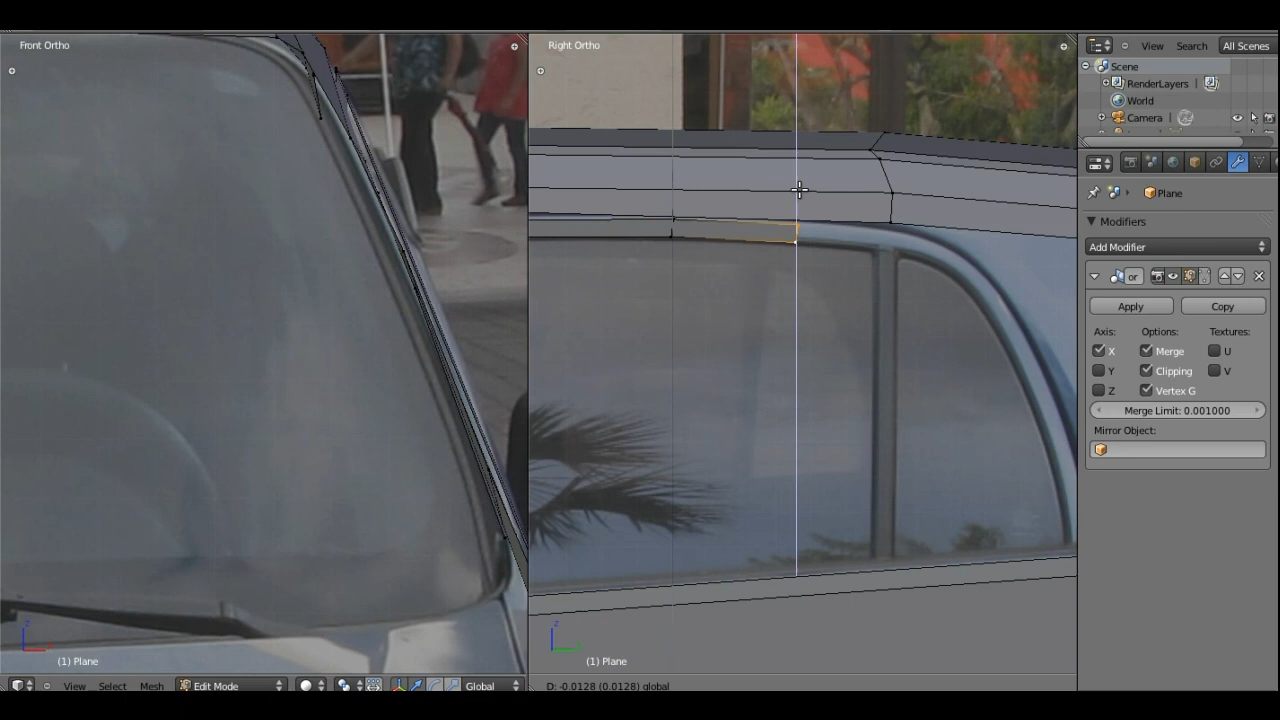 Front Ortho
Right Ortho
View Search All Scenes
Scene
RenderLayers
World
Camera
Plane
Modifiers
Add Modifier
or
Apply Copy
Axis: Options: Textures:
X Merge U
Y Clipping V
Z Vertex G
Merge Limit: 0.001000
Mirror Object:
Z
Z
(1) Plane
(1) Plane
View Select Mesh Edit Mode Global
D: -0.0128 (0.0128) global